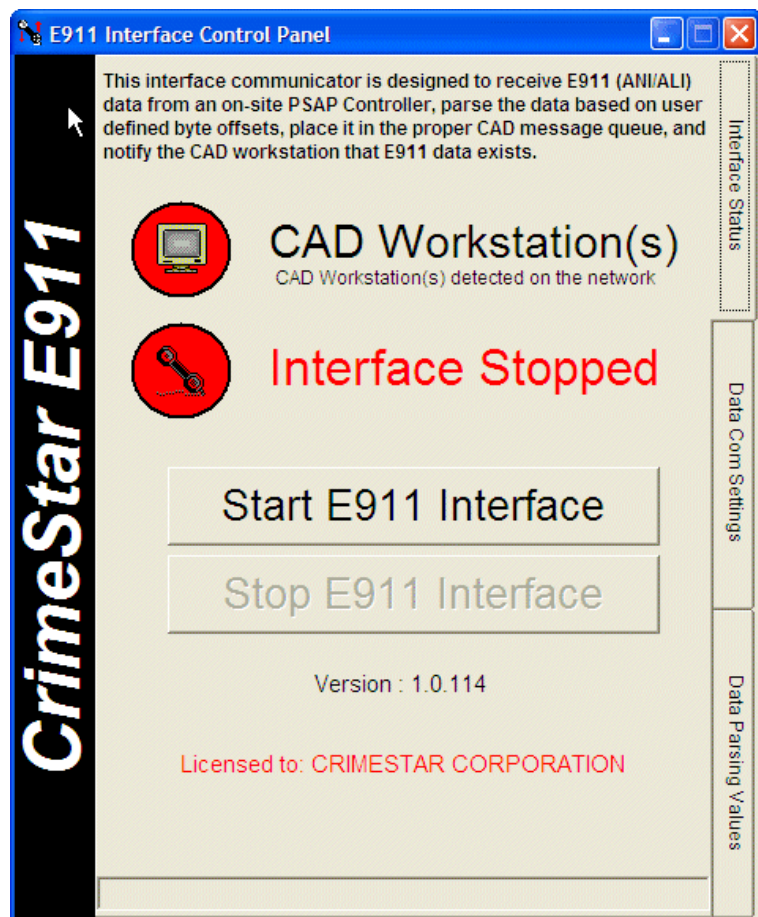 E911 Interface Control Panel
This interface communicator is designed to receive E911 (ANI/ALI)
data from an on-site PSAP Controller, parse the data based on user
defined byte offsets, place it in the proper CAD message queue, and
notify the CAD workstation that E911 data exists.
CrimeStar E911
CAD Workstation(s)
CAD Workstation(s) detected on the network
Interface Stopped
Start E911 Interface
Stop E911 Interface
Version : 1.0.114
Licensed to: CRIMESTAR CORPORATION
Interface Status
Data Com Settings
Data Parsing Values